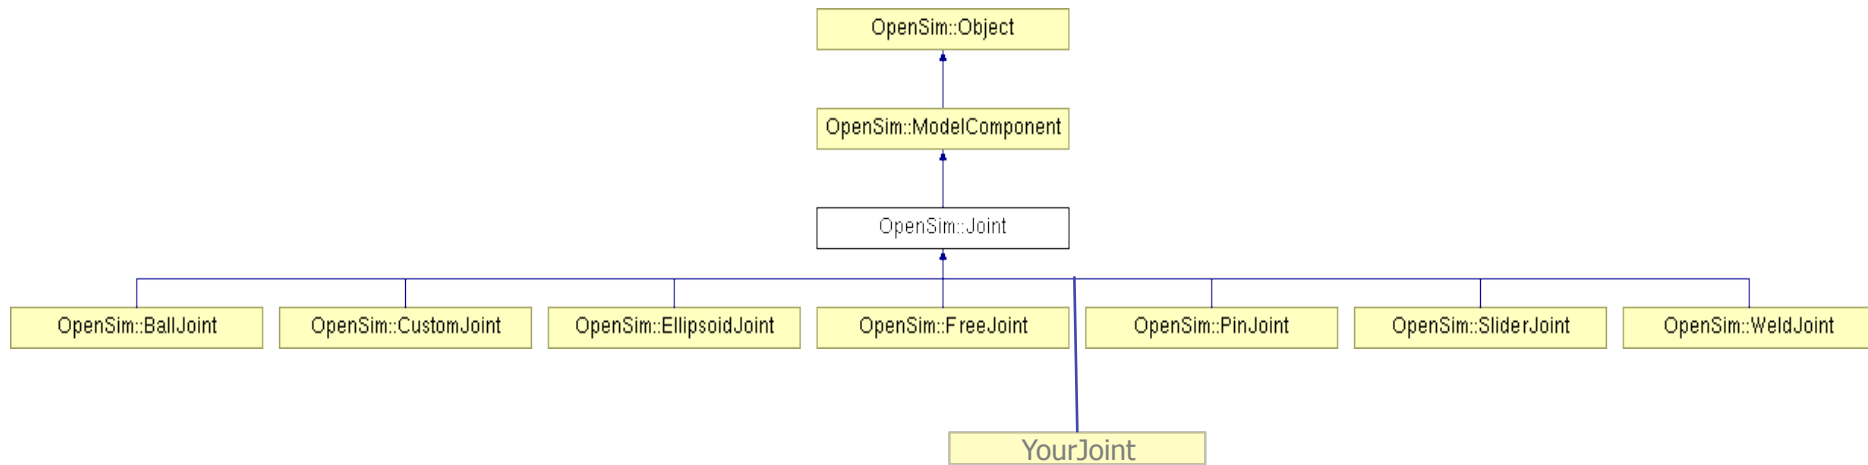 OpenSim::Object
OpenSim::ModelComponent
OpenSim::Joint
OpenSim::BallJoint
OpenSim::CustomJoint
OpenSim::EllipsoidJoint
OpenSim::FreeJoint
OpenSim::PinJoint
OpenSim::SliderJoint
OpenSim::WeldJoint
YourJoint